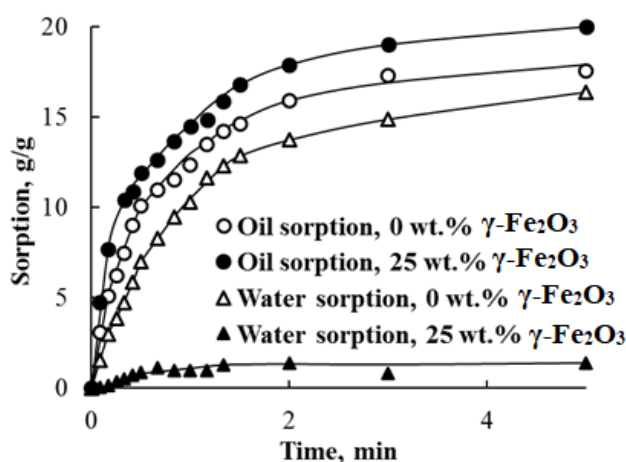 20
15
10
5
0
Sorption, g/g
Oil sorption, 0 wt.% γ-Fe₂O₃
Oil sorption, 25 wt.% γ-Fe₂O₃
Water sorption, 0 wt.% γ-Fe₂O₃
Water sorption, 25 wt.% γ-Fe₂O₃
0 2 4
Time, min